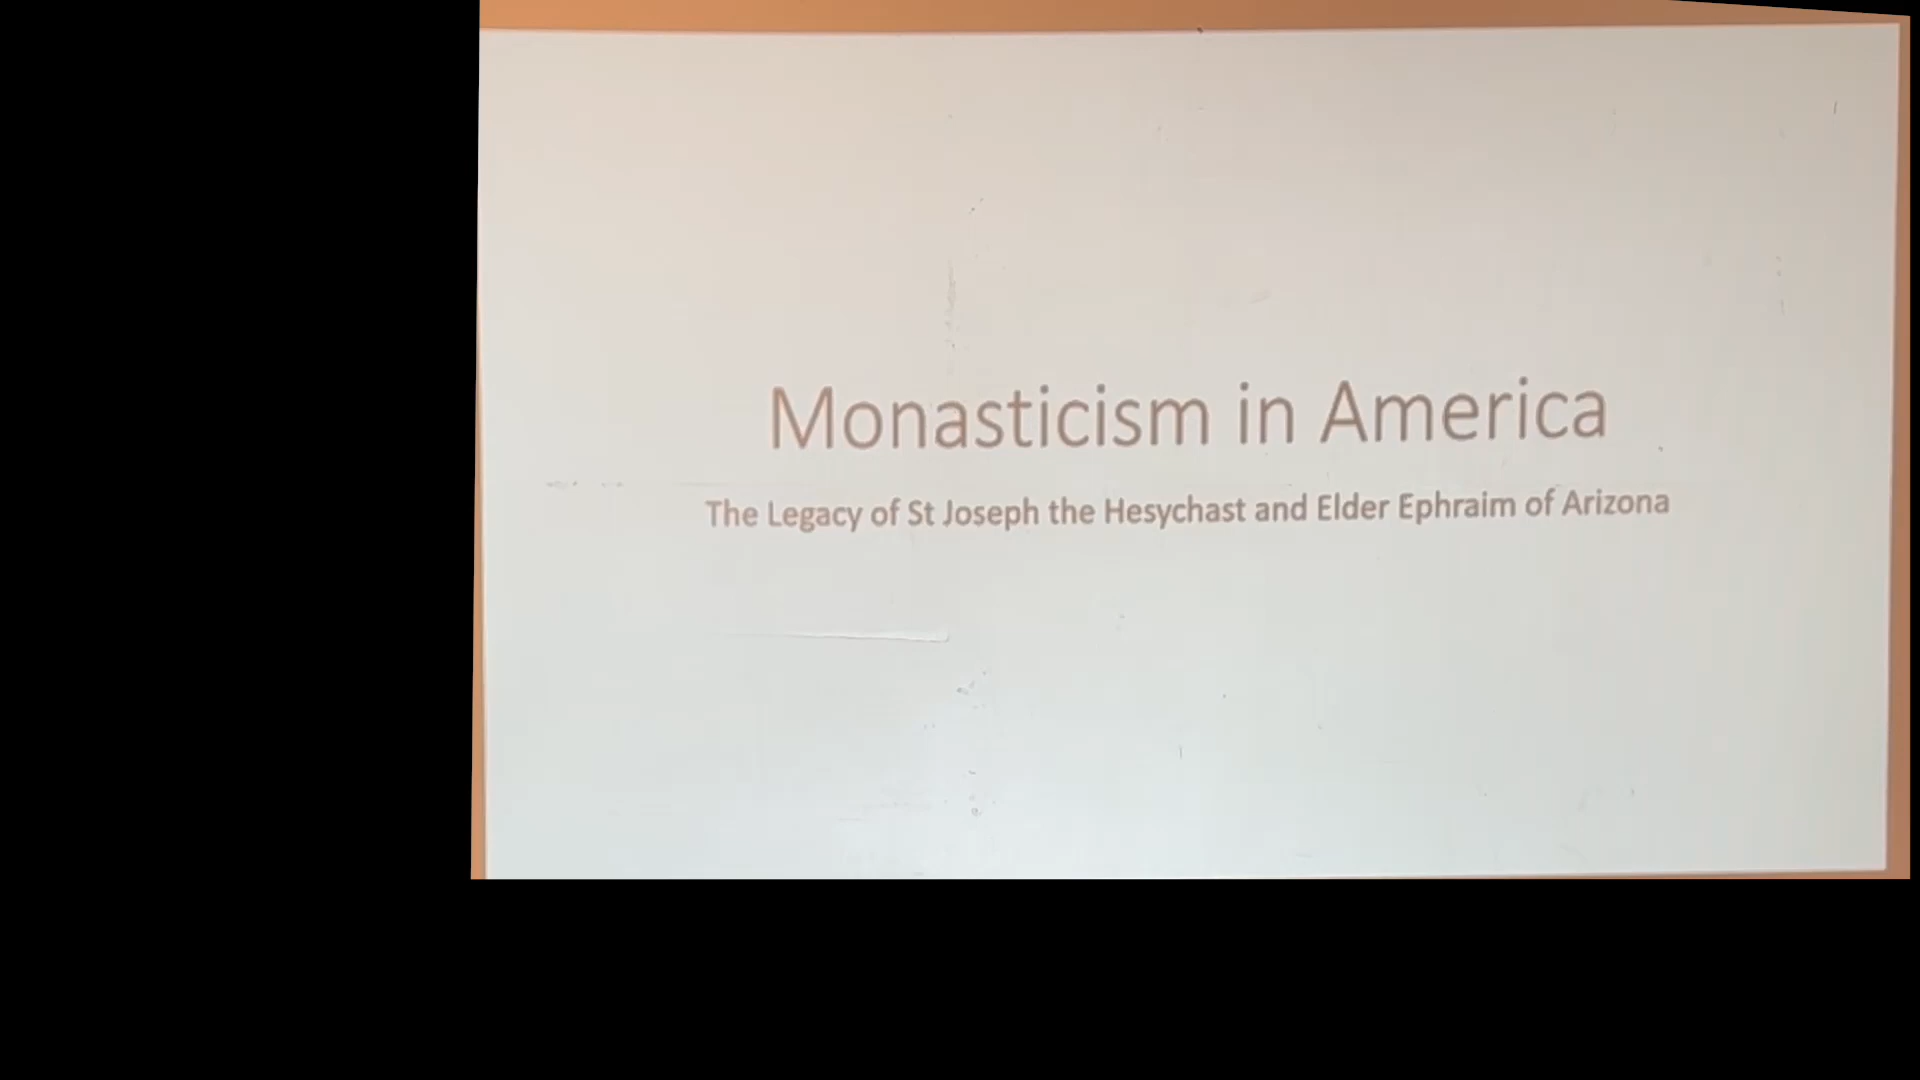 Monasticism in America
The Legacy of St Joseph the Hesychast and Elder Ephraim of Arizona